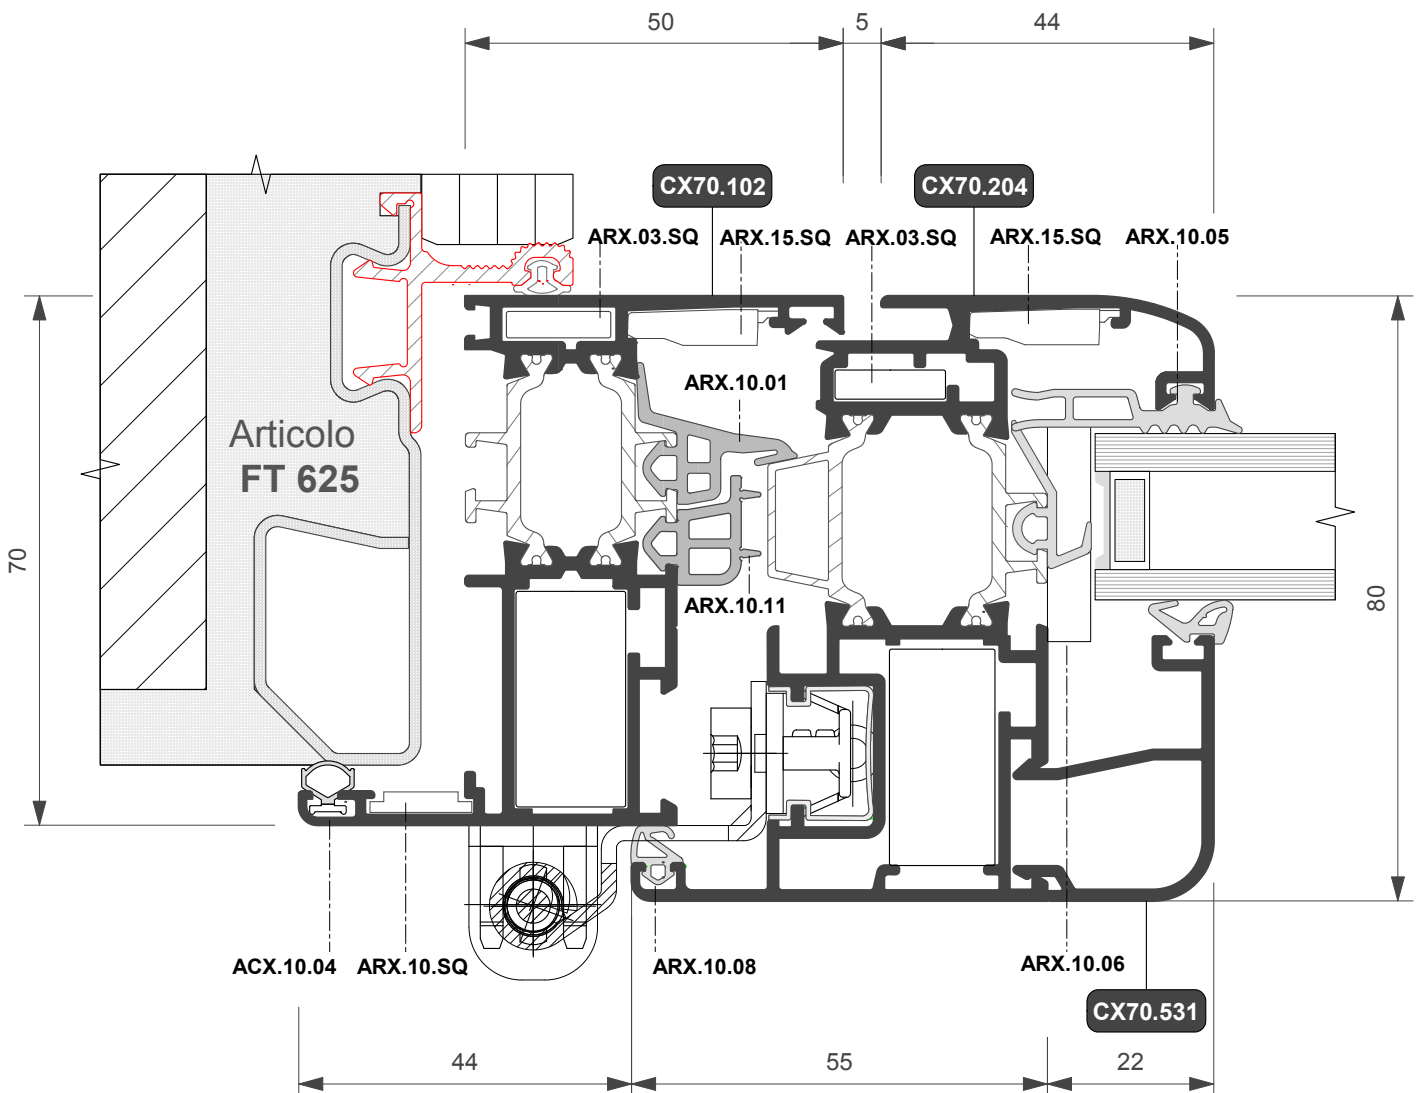 50 5 44
CX70.102 CX70.204
ARX.03.SQ ARX.15.SQ ARX.03.SQ ARX.15.SQ ARX.10.05
ARX.10.01
Articolo
FT 625
70
ARX.10.11
80
ACX.10.04 ARX.10.SQ ARX.10.08 ARX.10.06
CX70.531
44 55 22